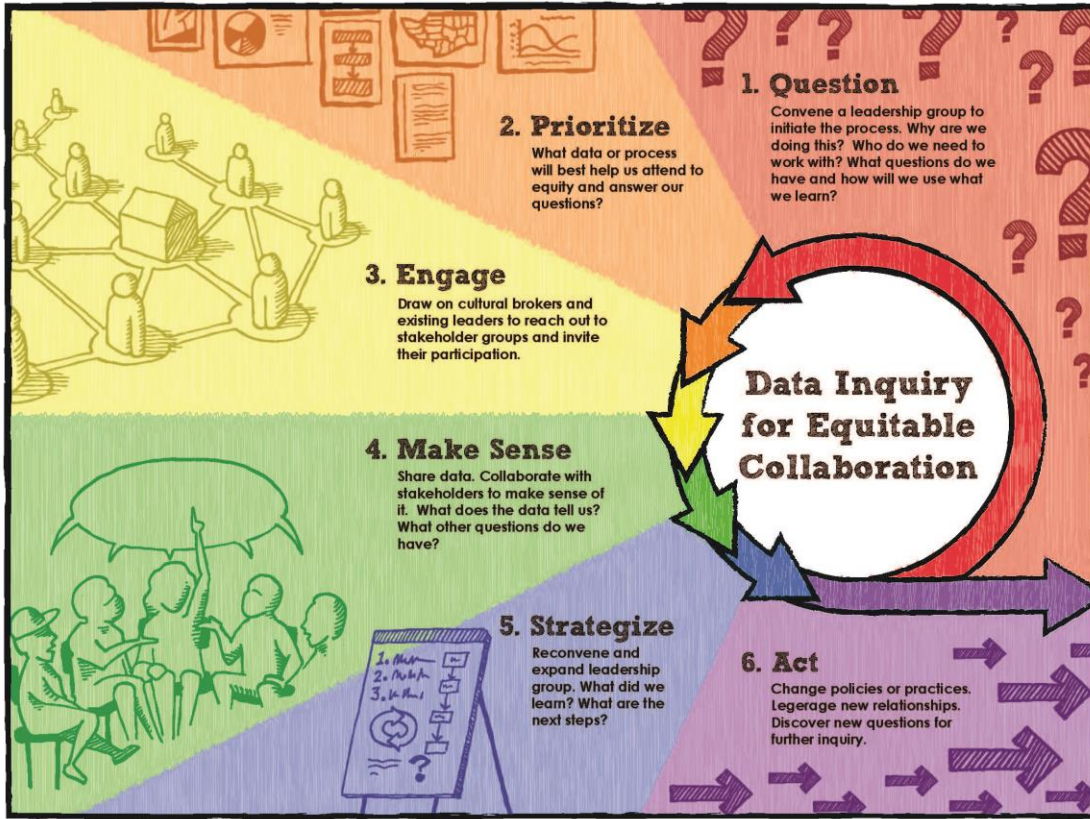 1. Question
Convene a leadership group to
initiate the process. Why are we
doing this? Who do we need to
work with? What questions do we
have and how will we use what
we learn?
2. Prioritize
What data or process
will best help us attend to
equity and answer our
questions?
3. Engage
Draw on cultural brokers and
existing leaders to reach out to
stakeholder groups and invite
their participation.
Data Inquiry
for Equitable
Collaboration
4. Make Sense
Share data. Collaborate with
stakeholders to make sense of
it. What does the data tell us?
What other questions do we
have?
5. Strategize
Reconvene and
expand leadership
group. What did we
learn? What are the
next steps?
1.
2.
3.
?
6. Act
Change policies or practices.
Legerage new relationships.
Discover new questions for
further inquiry.